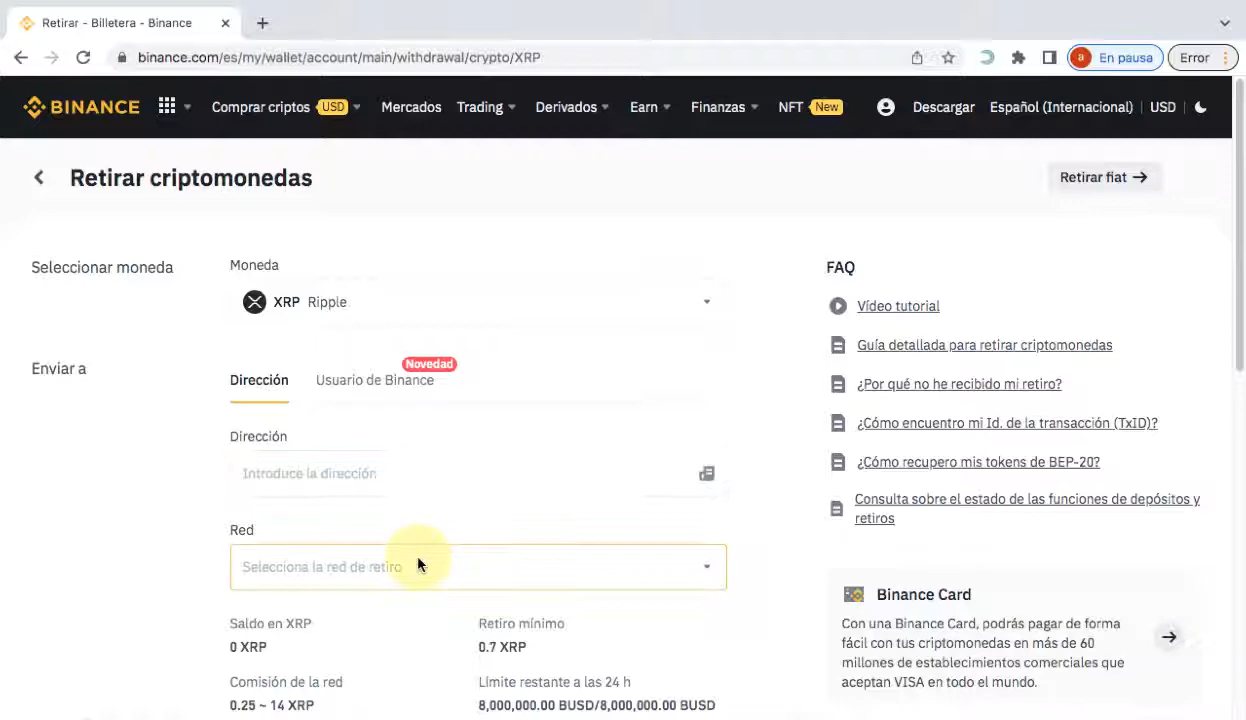 Retirar - Billetera - Binance
binance.com/es/my/wallet/account/main/withdrawal/crypto/XRP
a En pausa
Error
BINANCE
Comprar criptos USD
Mercados
Trading
Derivados
Earn
Finanzas
NFT New
Descargar
Español (Internacional)
USD
Retirar criptomonedas
Retirar fiat
Seleccionar moneda
Moneda
XRP Ripple
Enviar a
Novedad
Dirección
Usuario de Binance
Dirección
Introduce la dirección
Red
Selecciona la red de retiro
Saldo en XRP
0 XRP
Retiro mínimo
0.7 XRP
Comisión de la red
0.25 ~ 14 XRP
Límite restante a las 24 h
8,000,000.00 BUSD/8,000,000.00 BUSD
FAQ
Vídeo tutorial
Guía detallada para retirar criptomonedas
¿Por qué no he recibido mi retiro?
¿Cómo encuentro mi Id. de la transacción (TxID)?
¿Cómo recupero mis tokens de BEP-20?
Consulta sobre el estado de las funciones de depósitos y
retiros
Binance Card
Con una Binance Card, podrás pagar de forma
fácil con tus criptomonedas en más de 60
millones de establecimientos comerciales que
aceptan VISA en todo el mundo.